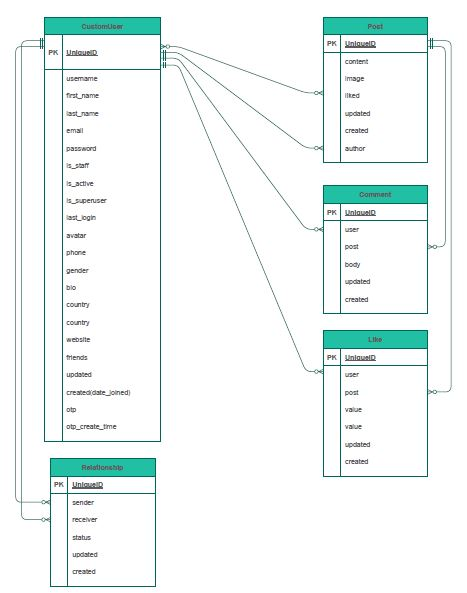 CustomUser
PK UniqueID
username
first_name
last_name
email
password
is_staff
is_active
is_superuser
last_login
avatar
phone
gender
bio
country
country
website
friends
updated
created(date_joined)
otp
otp_create_time
Relationship
PK UniqueID
sender
receiver
status
updated
created
Post
PK UniqueID
content
image
liked
updated
created
author
Comment
PK UniqueID
user
post
body
updated
created
Like
PK UniqueID
user
post
value
value
updated
created